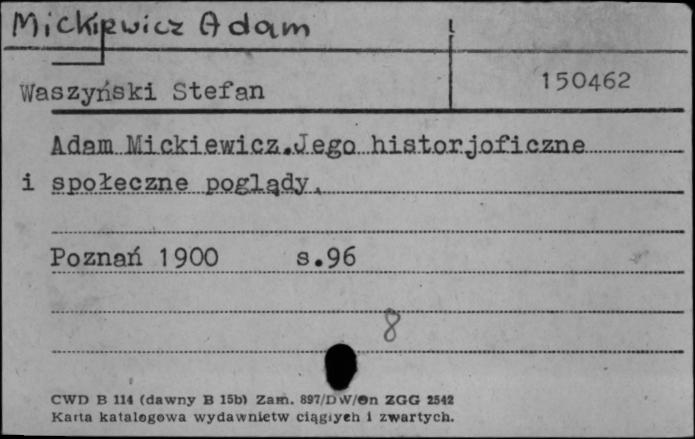 Mickiewicz Adam
Waszyński Stefan
150462
Adam Mickiewicz.Jego historjoficzne
i społeczne poglądy.
Poznań 1900 s.96
8
CWD B 114 (dawny B 15b) Zam. 897/DW/On ZGG 2542
Karta katalogowa wydawnictw ciągłych i zwartych.